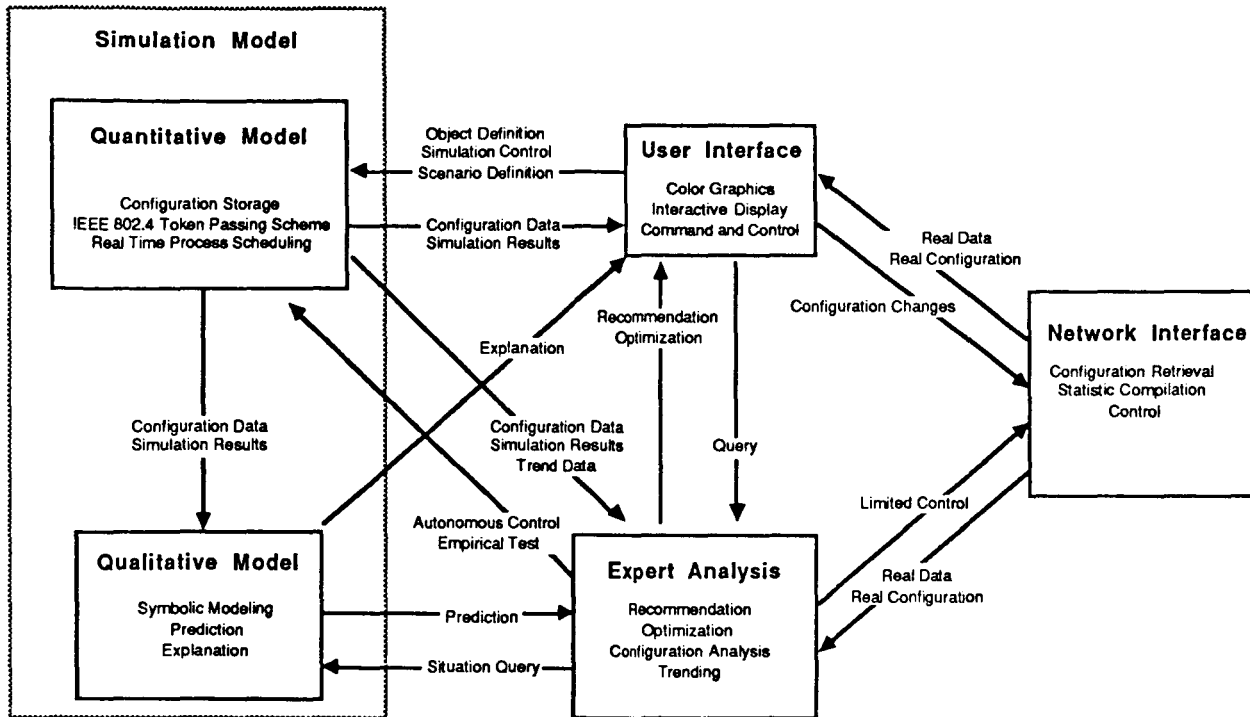 Simulation Model
Quantitative Model
Configuration Storage
IEEE 802.4 Token Passing Scheme
Real Time Process Scheduling
Object Definition
Simulation Control
Scenario Definition
Configuration Data
Simulation Results
User Interface
Color Graphics
Interactive Display
Command and Control
Real Data
Real Configuration
Configuration Changes
Network Interface
Configuration Retrieval
Statistic Compilation
Control
Recommendation
Optimization
Explanation
Configuration Data
Simulation Results
Configuration Data
Simulation Results
Trend Data
Query
Limited Control
Autonomous Control
Empirical Test
Qualitative Model
Symbolic Modeling
Prediction
Explanation
Prediction
Situation Query
Expert Analysis
Recommendation
Optimization
Configuration Analysis
Trending
Real Data
Real Configuration